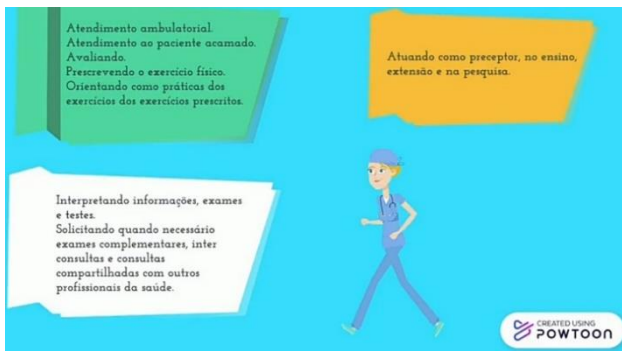 Atendimento ambulatorial.
Atendimento ao paciente acamado.
Avaliando.
Prescrevendo o exercício físico.
Orientando como práticas dos
exercícios dos exercícios prescritos.
Atuando como preceptor, no ensino,
extensão e na pesquisa.
Interpretando informações, exames
e testes.
Solicitando quando necessário
exames complementares, inter
consultas e consultas
compartilhadas com outros
profissionais da saúde.
CREATED USING
POWTOON